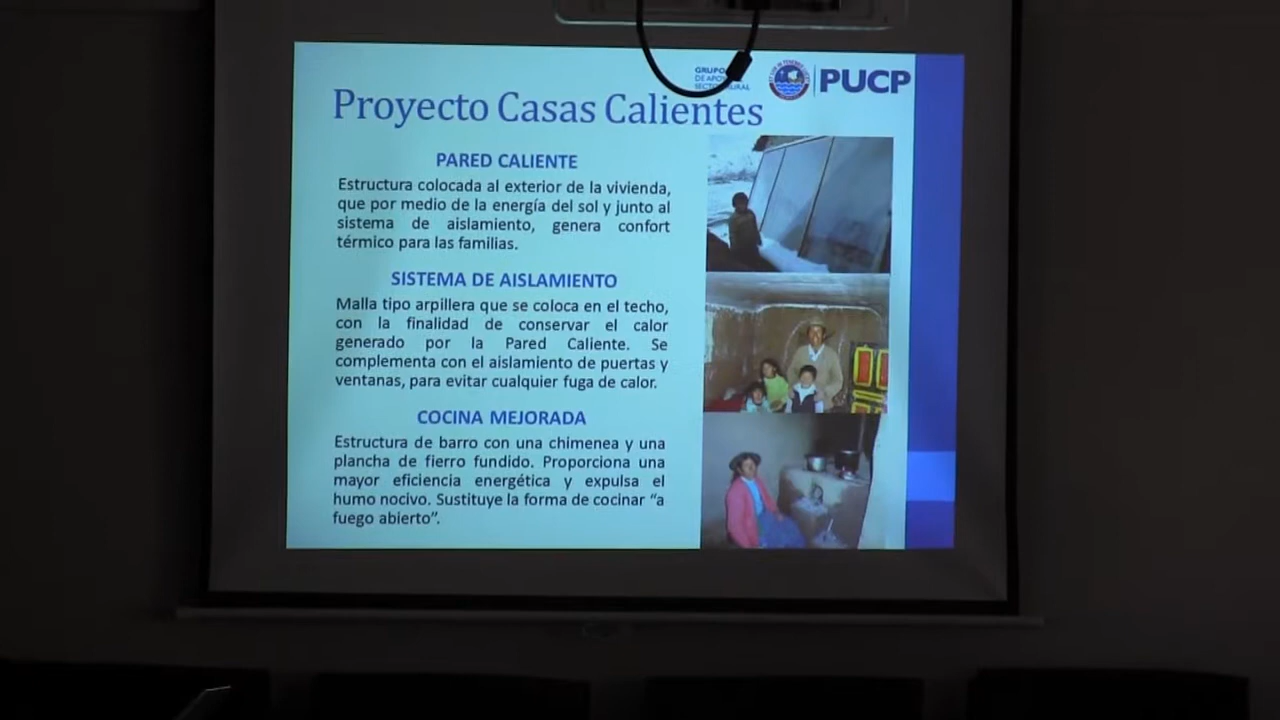 GRUPO
DE APOYO
SECTOR RURAL
PUCP
Proyecto Casas Calientes
PARED CALIENTE
Estructura colocada al exterior de la vivienda,
que por medio de la energía del sol y junto al
sistema de aislamiento, genera confort
térmico para las familias.
SISTEMA DE AISLAMIENTO
Malla tipo arpillera que se coloca en el techo,
con la finalidad de conservar el calor
generado por la Pared Caliente. Se
complementa con el aislamiento de puertas y
ventanas, para evitar cualquier fuga de calor.
COCINA MEJORADA
Estructura de barro con una chimenea y una
plancha de fierro fundido. Proporciona una
mayor eficiencia energética y expulsa el
humo nocivo. Sustituye la forma de cocinar “a
fuego abierto”.